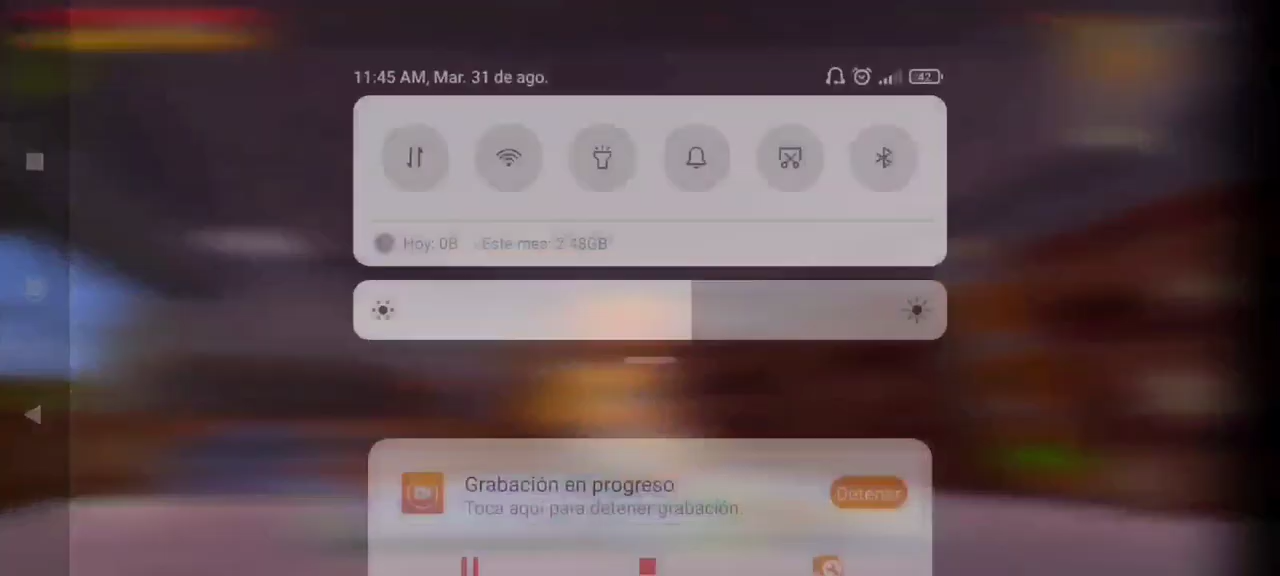 11:45 AM, Mar. 31 de ago.
42
Hoy: 0B Este mes: 2.48GB
Grabación en progreso
Toca aquí para detener grabación.
Detener